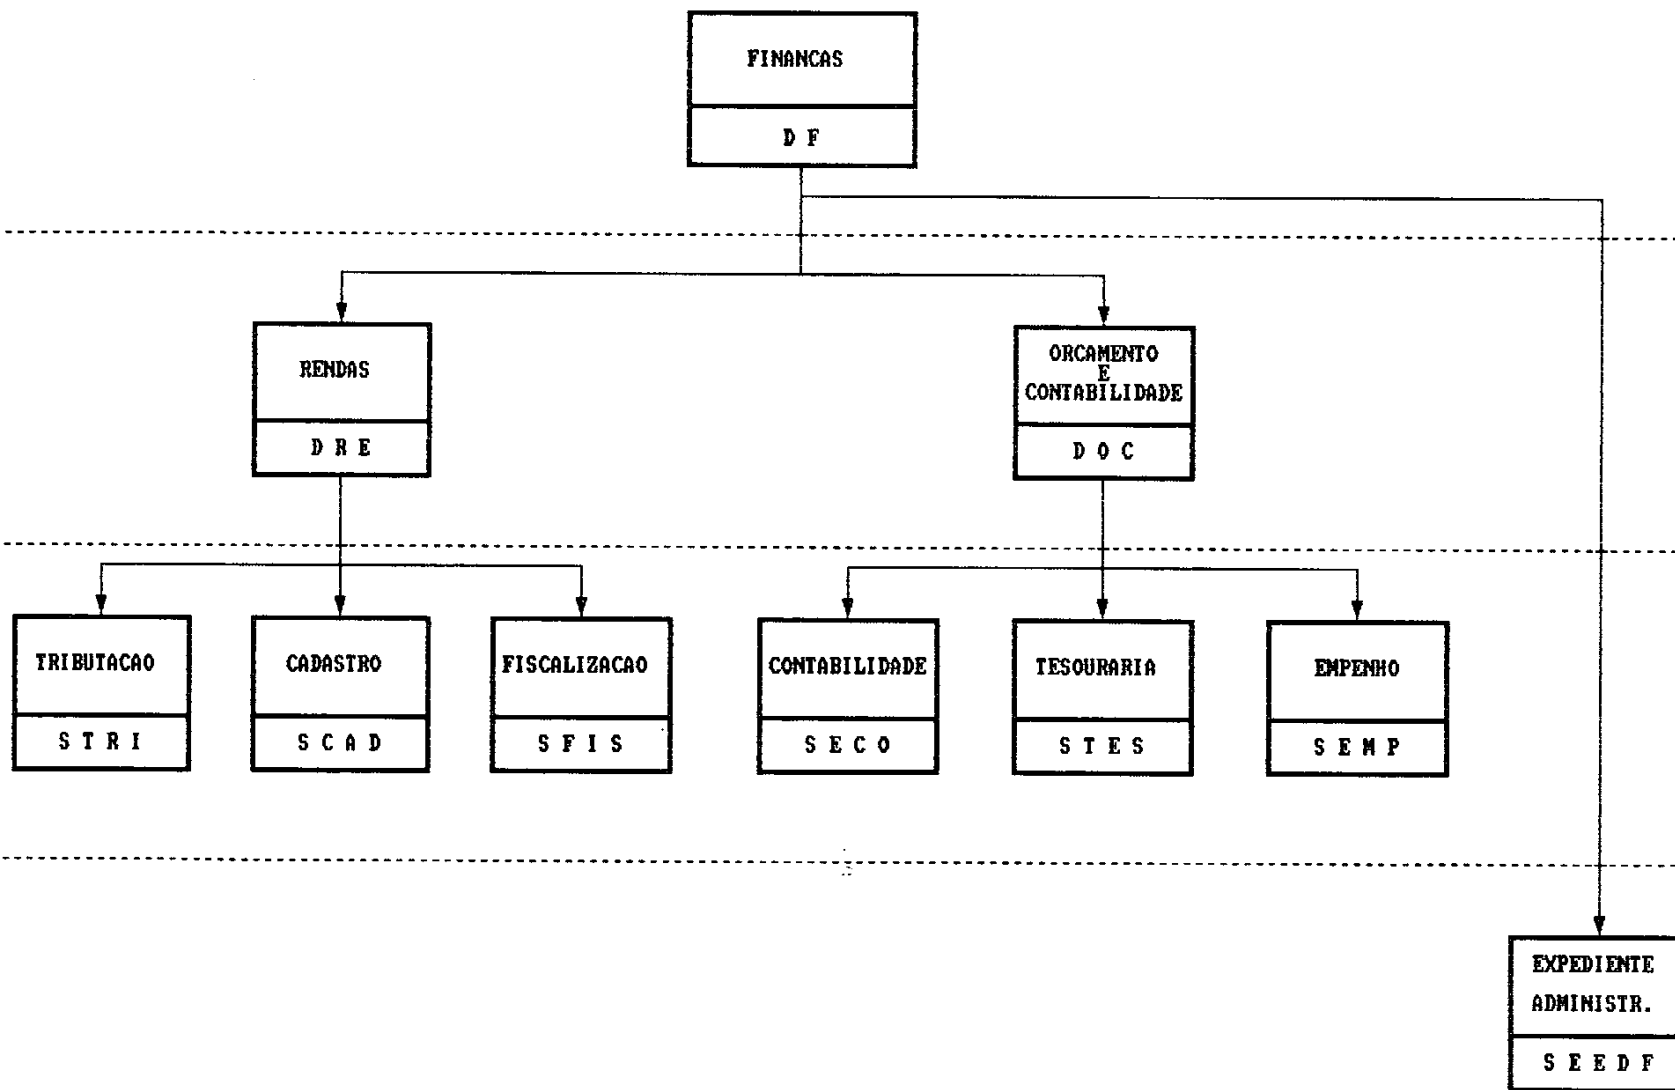 FINANCAS
D F
RENDAS
D R E
ORCAMENTO
E
CONTABILIDADE
D O C
TRIBUTACAO
S T R I
CADASTRO
S C A D
FISCALIZACAO
S F I S
CONTABILIDADE
S E C O
TESOURARIA
S T E S
EMPENHO
S E M P
EXPEDIENTE
ADMINISTR.
S E E D F